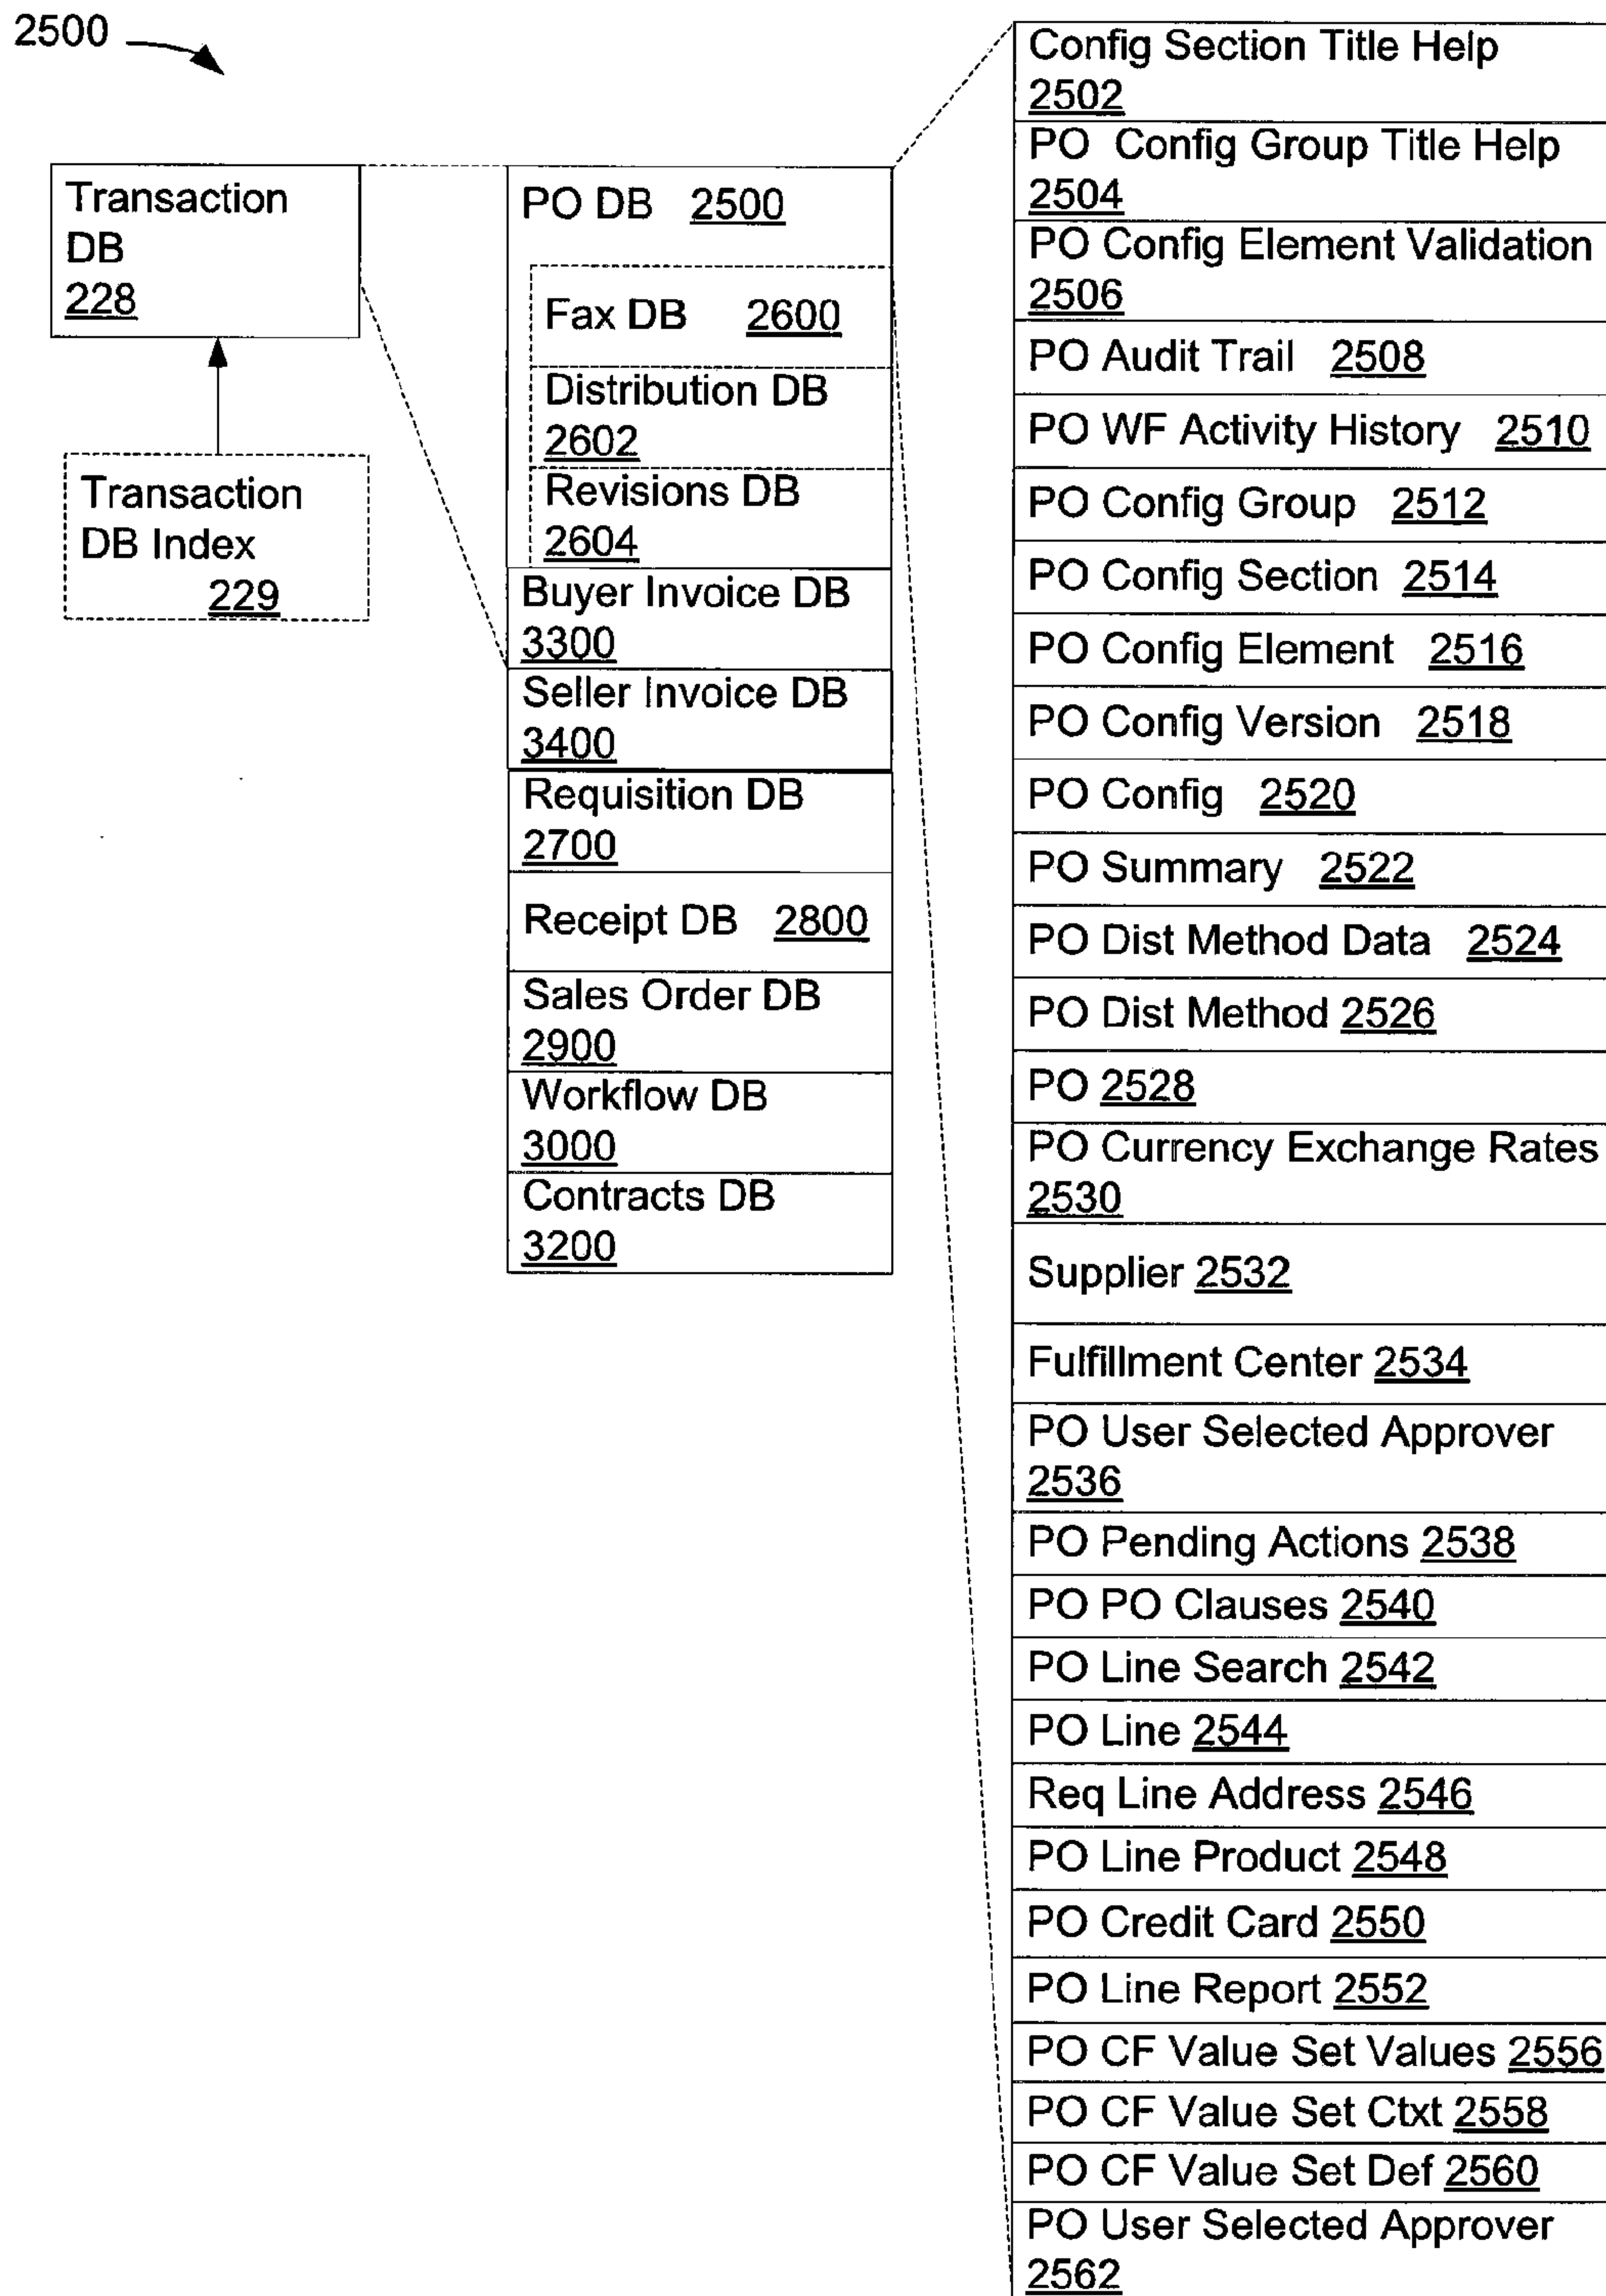 2500
Transaction
DB
228
Transaction
DB Index
229
PO DB 2500
Fax DB 2600
Distribution DB
2602
Revisions DB
2604
Buyer Invoice DB
3300
Seller Invoice DB
3400
Requisition DB
2700
Receipt DB 2800
Sales Order DB
2900
Workflow DB
3000
Contracts DB
3200
Config Section Title Help
2502
PO Config Group Title Help
2504
PO Config Element Validation
2506
PO Audit Trail 2508
PO WF Activity History 2510
PO Config Group 2512
PO Config Section 2514
PO Config Element 2516
PO Config Version 2518
PO Config 2520
PO Summary 2522
PO Dist Method Data 2524
PO Dist Method 2526
PO 2528
PO Currency Exchange Rates
2530
Supplier 2532
Fulfillment Center 2534
PO User Selected Approver
2536
PO Pending Actions 2538
PO PO Clauses 2540
PO Line Search 2542
PO Line 2544
Req Line Address 2546
PO Line Product 2548
PO Credit Card 2550
PO Line Report 2552
PO CF Value Set Values 2556
PO CF Value Set Ctxt 2558
PO CF Value Set Def 2560
PO User Selected Approver
2562